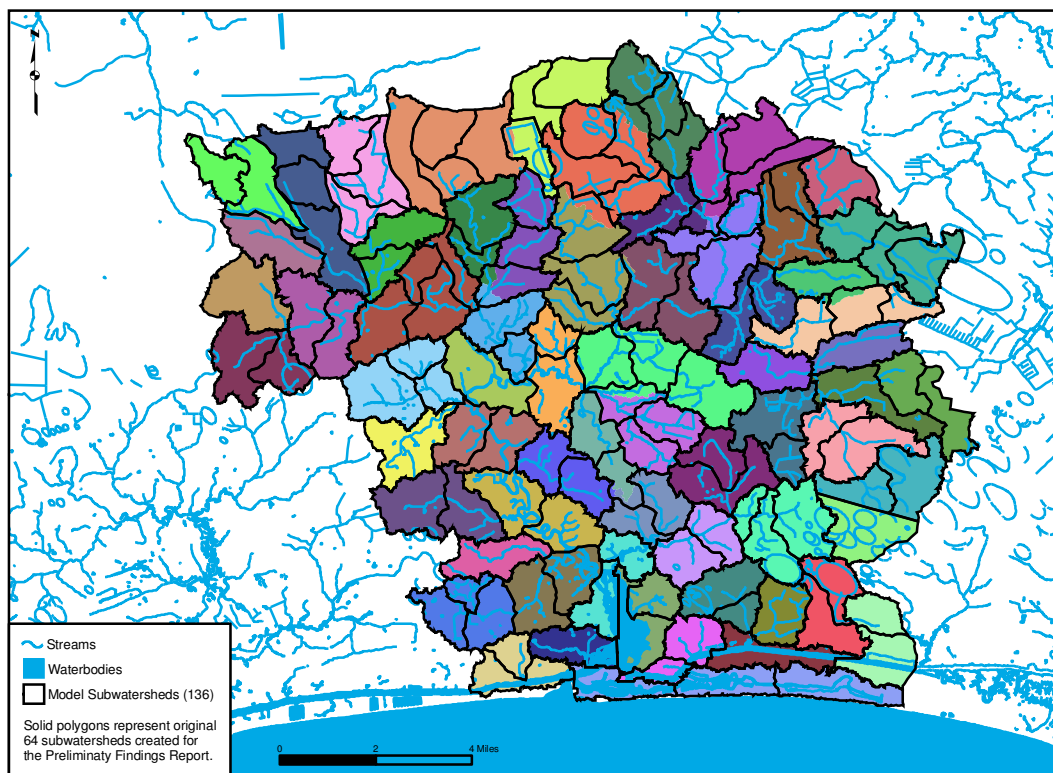 N
Streams
Waterbodies
Model Subwatersheds (136)
Solid polygons represent original
64 subwatersheds created for
the Preliminaty Findings Report.
0 2 4 Miles